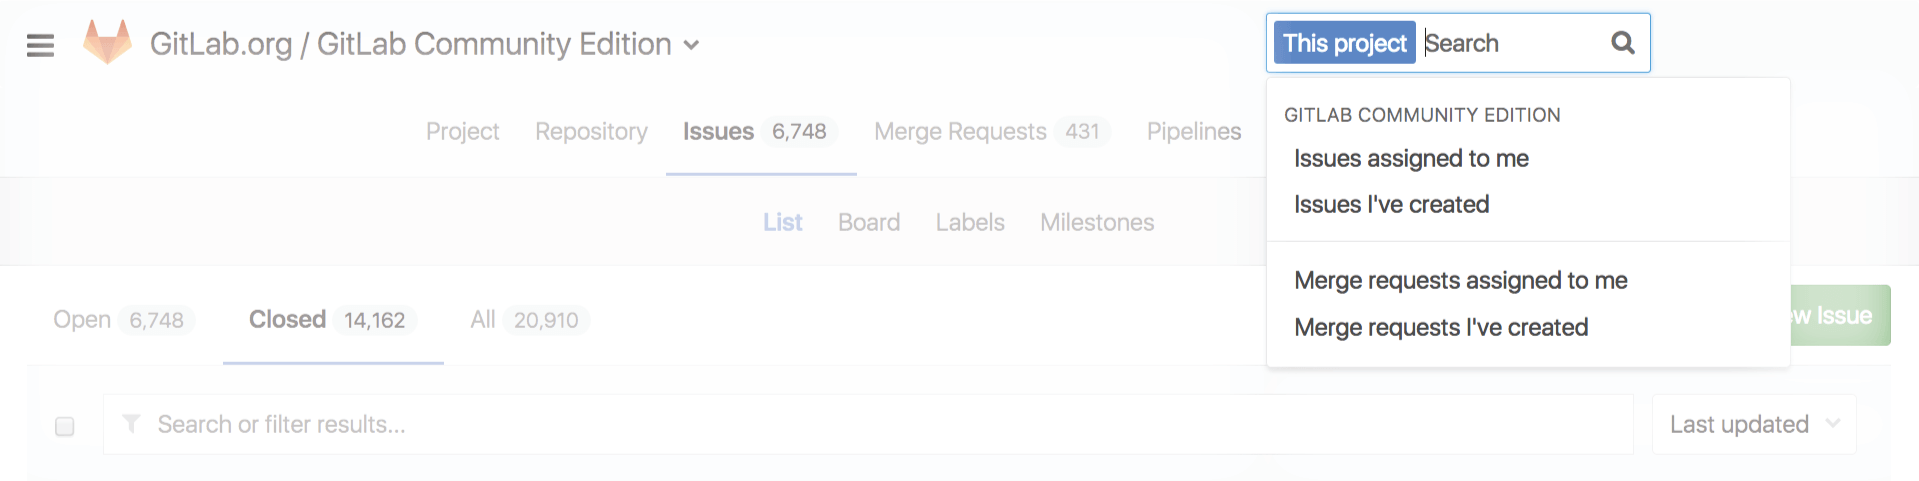 GitLab.org / GitLab Community Edition
This project Search
Project Repository Issues 6,748 Merge Requests 431 Pipelines
GITLAB COMMUNITY EDITION
Issues assigned to me
Issues I've created
Merge requests assigned to me
Merge requests I've created
List Board Labels Milestones
Open 6,748 Closed 14,162 All 20,910
Issue
Search or filter results...
Last updated